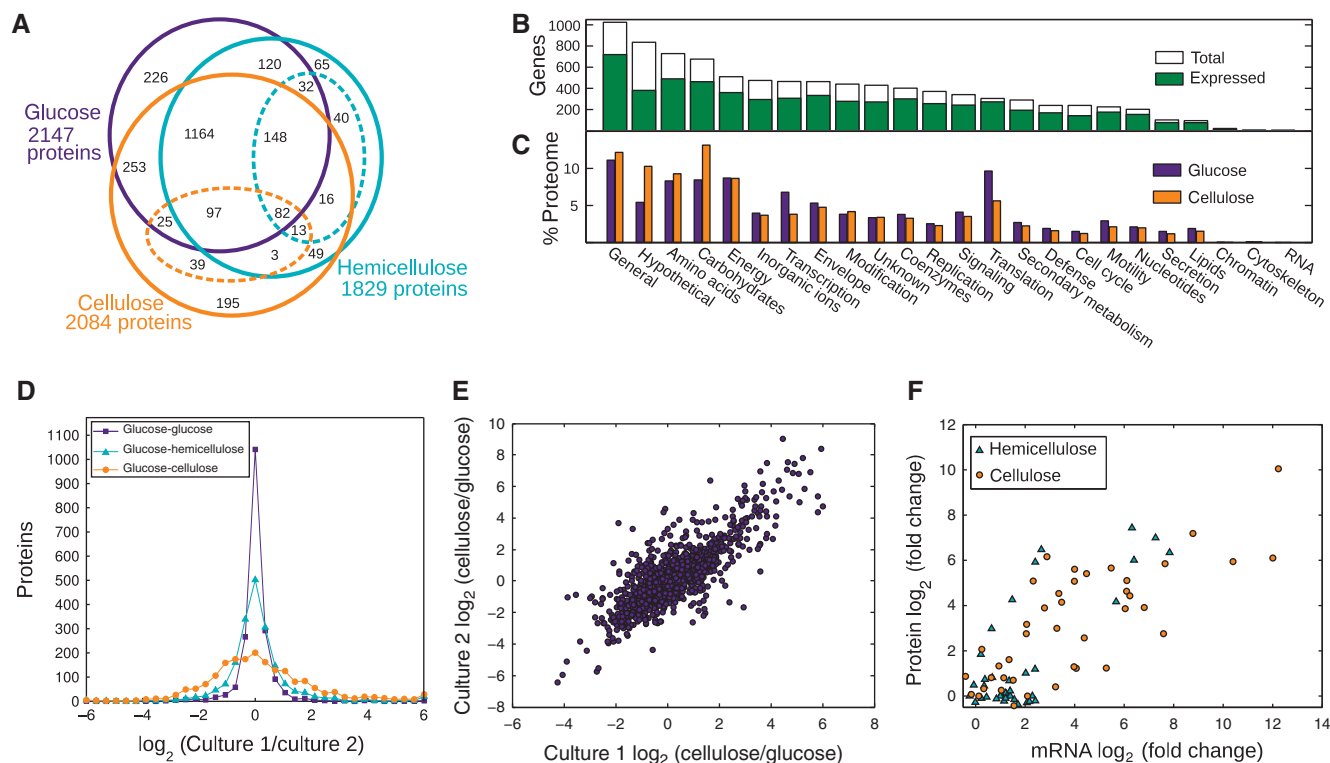 A
226
120
65
32
40
Glucose
2147
proteins
1164
148
253
16
97
82
25
13
3
49
39
Hemicellulose
1829 proteins
Cellulose
2084 proteins
195
B
Genes
1000
800
600
400
200
Total
Expressed
C
% Proteome
10
5
Glucose
Cellulose
General
Hypothetical
Amino acids
Carbohydrates
Energy
Inorganic ions
Transcription
Envelope
Modification
Unknown
Coenzymes
Replication
Signaling
Translation
Secondary metabolism
Defense
Cell cycle
Motility
Nucleotides
Secretion
Lipids
Chromatin
Cytoskeleton
RNA
D
Proteins
1100
1000
900
800
700
600
500
400
300
200
100
0
Glucose-glucose
Glucose-hemicellulose
Glucose-cellulose
−6 −4 −2 0 2 4 6
log2 (Culture 1/culture 2)
E
Culture 2 log2 (cellulose/glucose)
10
8
6
4
2
0
−2
−4
−6
−8
−6 −4 −2 0 2 4 6 8
Culture 1 log2 (cellulose/glucose)
F
Protein log2 (fold change)
12
10
8
6
4
2
0
Hemicellulose
Cellulose
0 2 4 6 8 10 12 14
mRNA log2 (fold change)